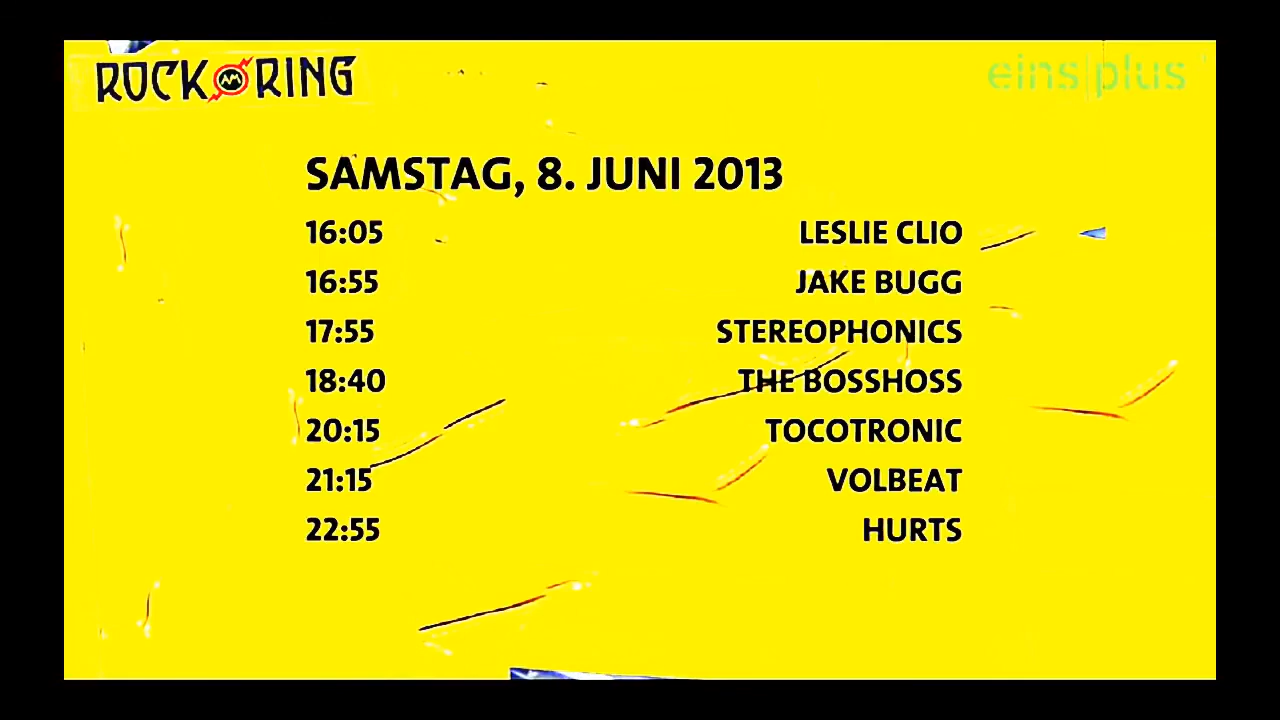 ROCK AM RING
eins|plus
SAMSTAG, 8. JUNI 2013
16:05 LESLIE CLIO
16:55 JAKE BUGG
17:55 STEREOPHONICS
18:40 THE BOSSHOSS
20:15 TOCOTRONIC
21:15 VOLBEAT
22:55 HURTS